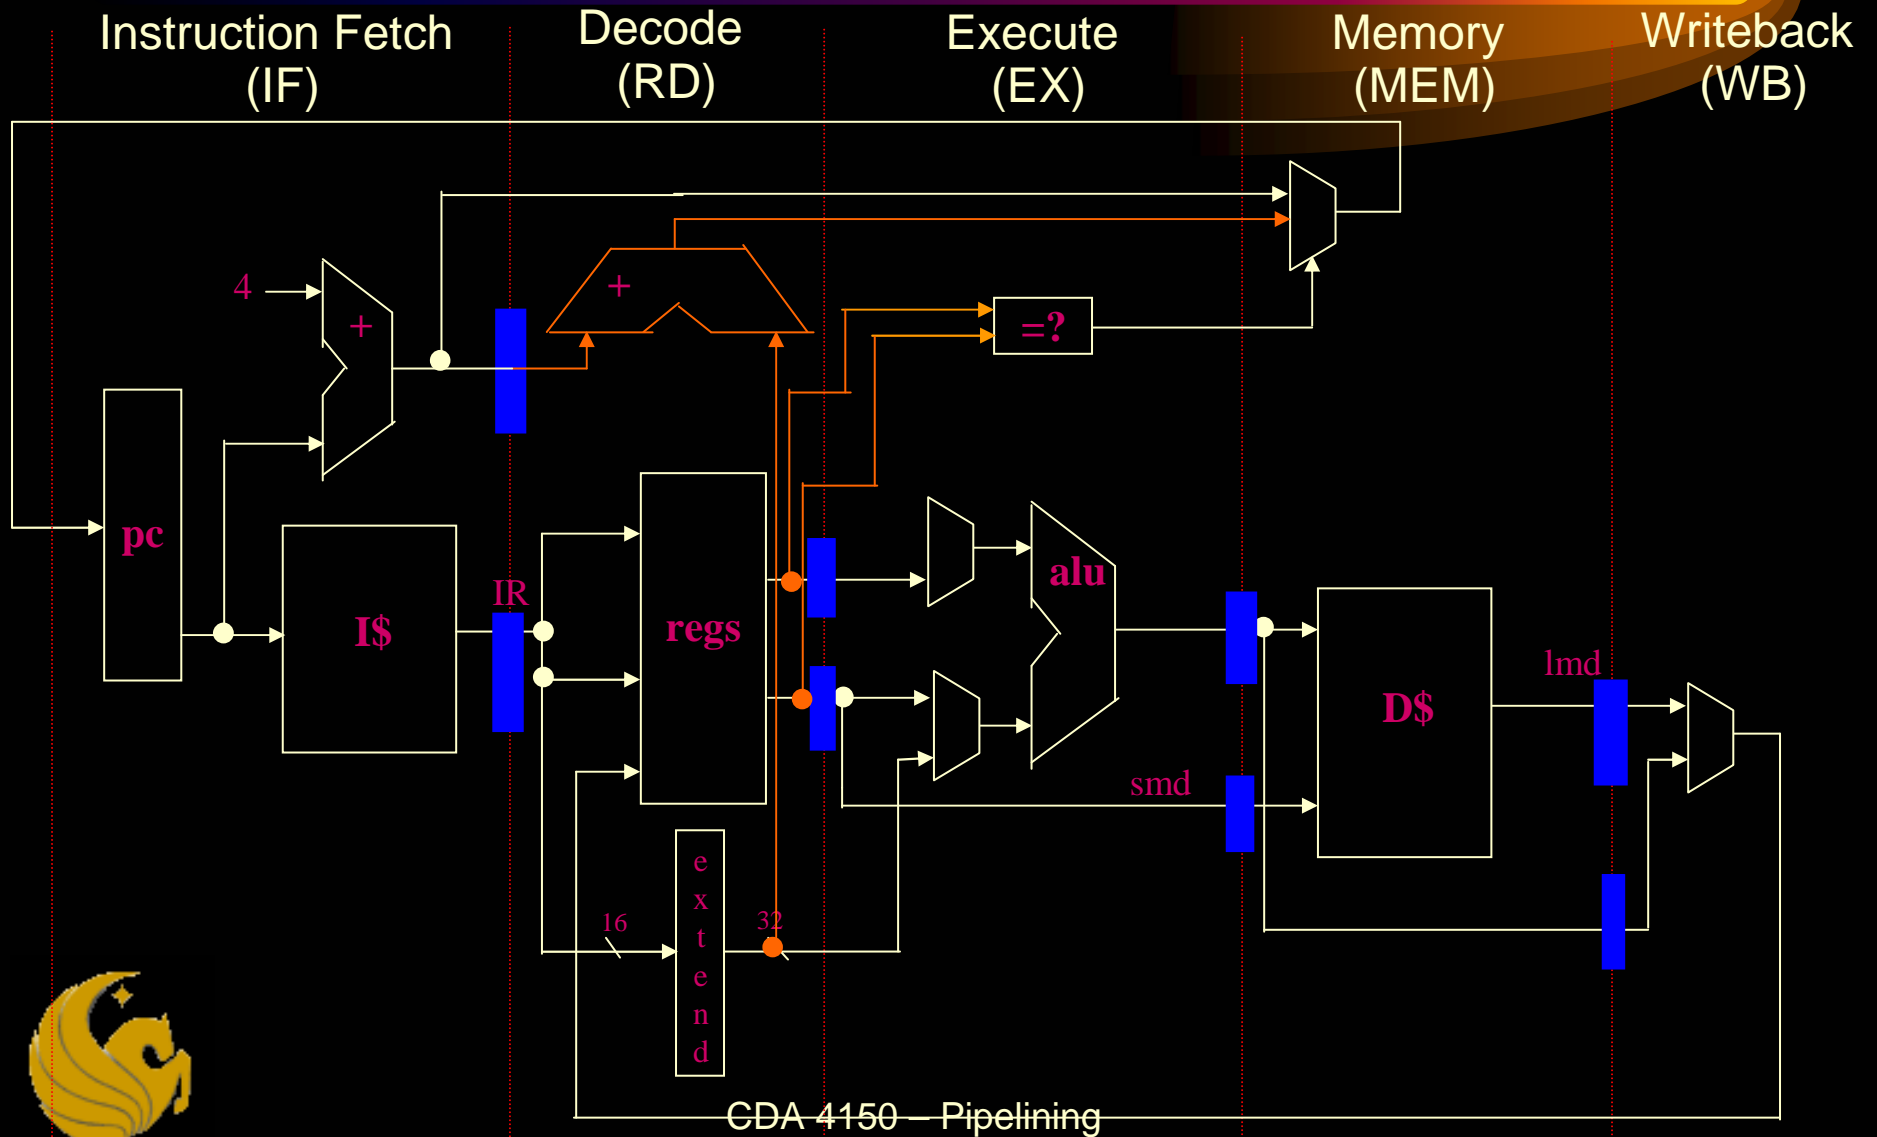 Instruction Fetch
(IF)
Decode
(RD)
Execute
(EX)
Memory
(MEM)
Writeback
(WB)
4
+
+
=?
pc
I$
IR
regs
alu
D$
lmd
smd
16
32
e
x
t
e
n
d
CDA 4150 – Pipelining